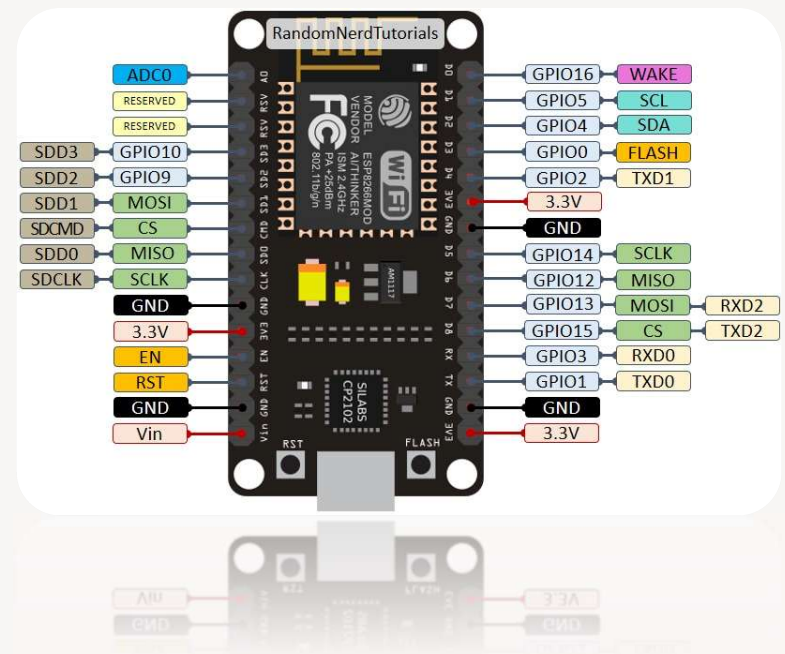 RandomNerdTutorials
ADC0
RESERVED
RESERVED
SDD3 GPIO10
SDD2 GPIO9
SDD1 MOSI
SDCMD CS
SDD0 MISO
SDCLK SCLK
GND
3.3V
EN
RST
GND
Vin
A0
RSV
RSV
SD3
SD2
SD1
CMD
SD0
CLK
GND
3V3
EN
RST
GND
Vin
MODEL ESP8266MOD
VENDOR AI/THINKER
ISM 2.4GHz
PA +25dBm
802.11b/g/n
FC
Wi Fi
AM1117
SILABS
CP2102
RST
FLASH
D0
D1
D2
D3
D4
3V3
GND
D5
D6
D7
D8
RX
TX
GND
3V3
GPIO16 WAKE
GPIO5 SCL
GPIO4 SDA
GPIO0 FLASH
GPIO2 TXD1
3.3V
GND
GPIO14 SCLK
GPIO12 MISO
GPIO13 MOSI RXD2
GPIO15 CS TXD2
GPIO3 RXD0
GPIO1 TXD0
GND
3.3V